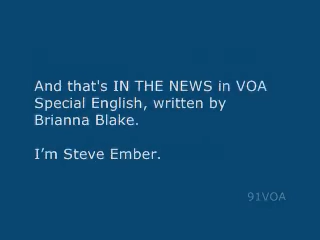 And that's IN THE NEWS in VOA
Special English, written by
Brianna Blake.
I’m Steve Ember.
91VOA